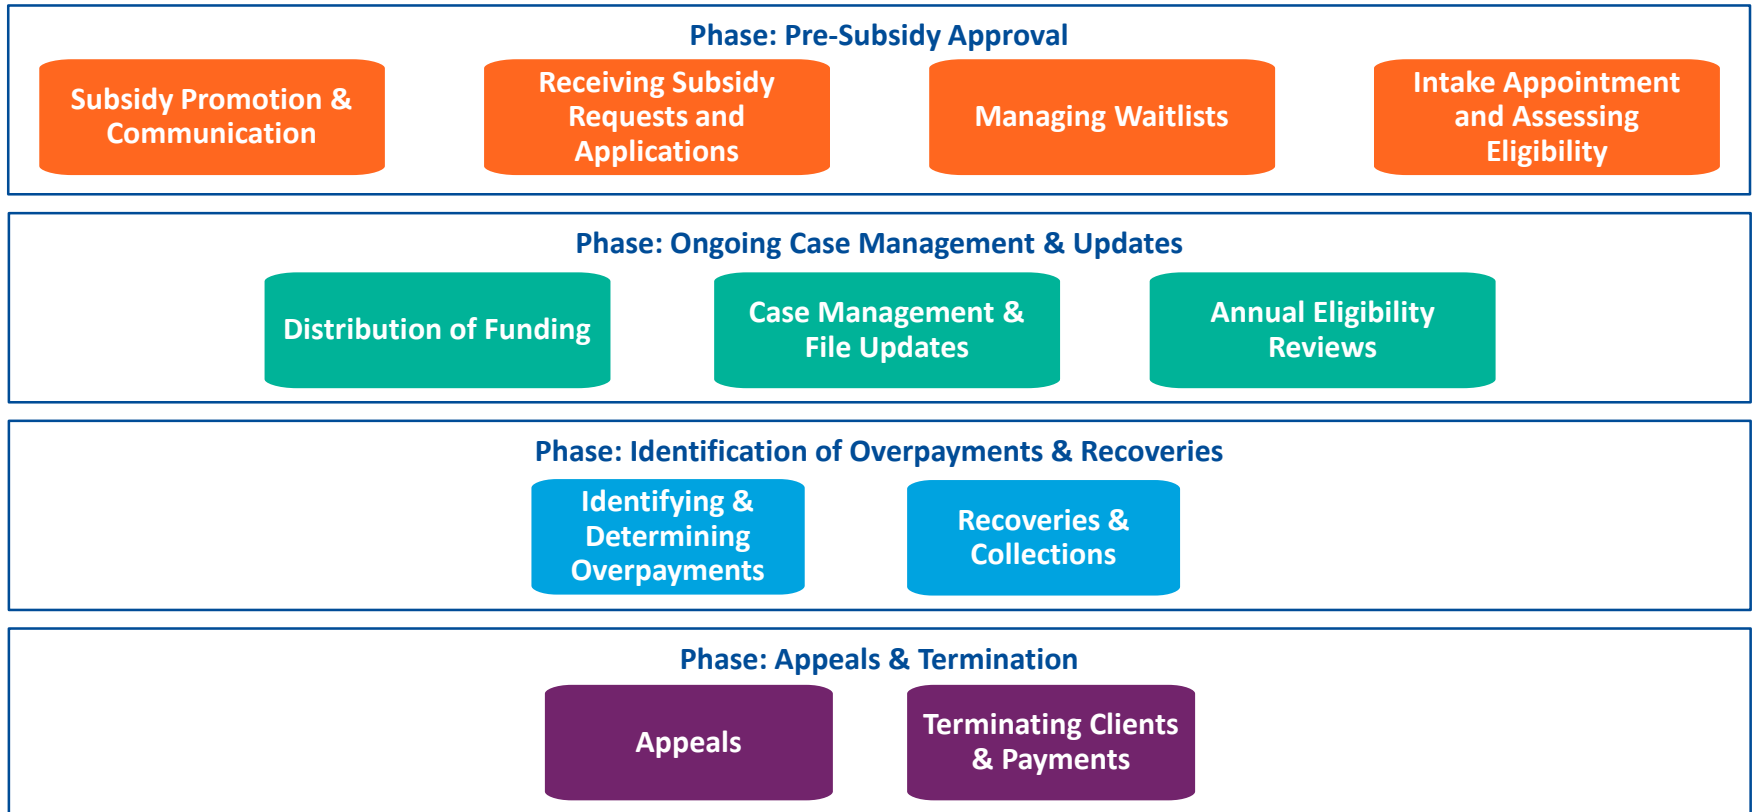 Phase: Pre-Subsidy Approval
Subsidy Promotion &
Communication
Receiving Subsidy
Requests and
Applications
Managing Waitlists
Intake Appointment
and Assessing
Eligibility
Phase: Ongoing Case Management & Updates
Distribution of Funding
Case Management &
File Updates
Annual Eligibility
Reviews
Phase: Identification of Overpayments & Recoveries
Identifying &
Determining
Overpayments
Recoveries &
Collections
Phase: Appeals & Termination
Appeals
Terminating Clients
& Payments